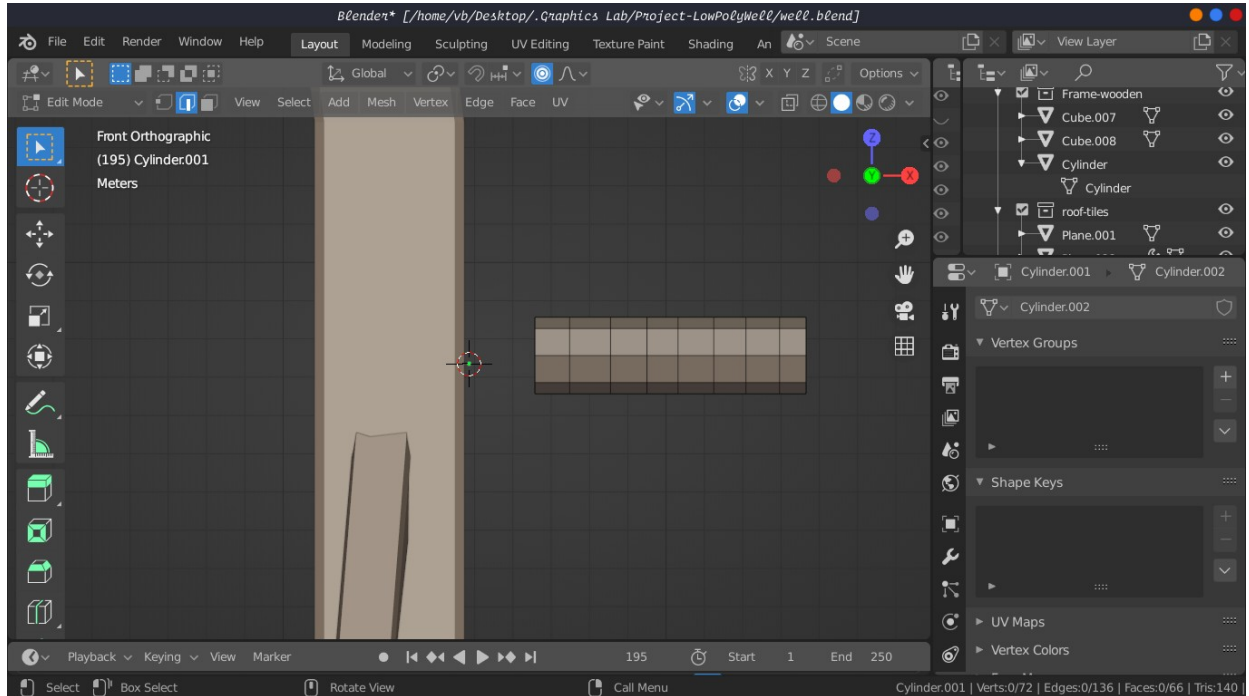 Blender* [/home/vb/Desktop/.Graphics Lab/Project-LowPolyWell/well.blend]
File Edit Render Window Help Layout Modeling Sculpting UV Editing Texture Paint Shading An Scene View Layer
Global X Y Z Options
Edit Mode View Select Add Mesh Vertex Edge Face UV
Front Orthographic
(195) Cylinder.001
Meters
Z
Y
X
Frame-wooden
Cube.007
Cube.008
Cylinder
Cylinder
roof-tiles
Plane.001
Cylinder.001 Cylinder.002
Cylinder.002
Vertex Groups
Shape Keys
UV Maps
Vertex Colors
Playback Keying View Marker 195 Start 1 End 250
Select Box Select Rotate View Call Menu Cylinder.001 | Verts:0/72 | Edges:0/136 | Faces:0/66 | Tris:140